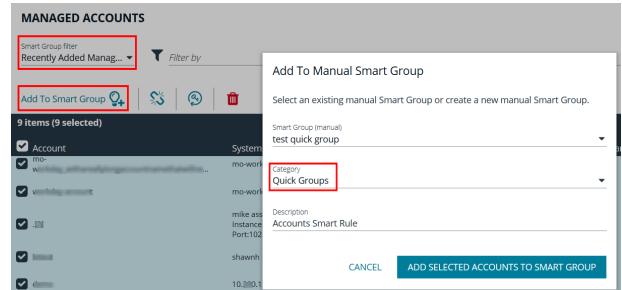 MANAGED ACCOUNTS
Smart Group filter
Recently Added Manag...
Filter by
Add To Smart Group
9 items (9 selected)
Account
System
mo-
mo-work
mo-work
mike ass
Instance
Port:102
shawnh
10.280.1
Add To Manual Smart Group
Select an existing manual Smart Group or create a new manual Smart Group.
Smart Group (manual)
test quick group
Category
Quick Groups
Description
Accounts Smart Rule
CANCEL
ADD SELECTED ACCOUNTS TO SMART GROUP